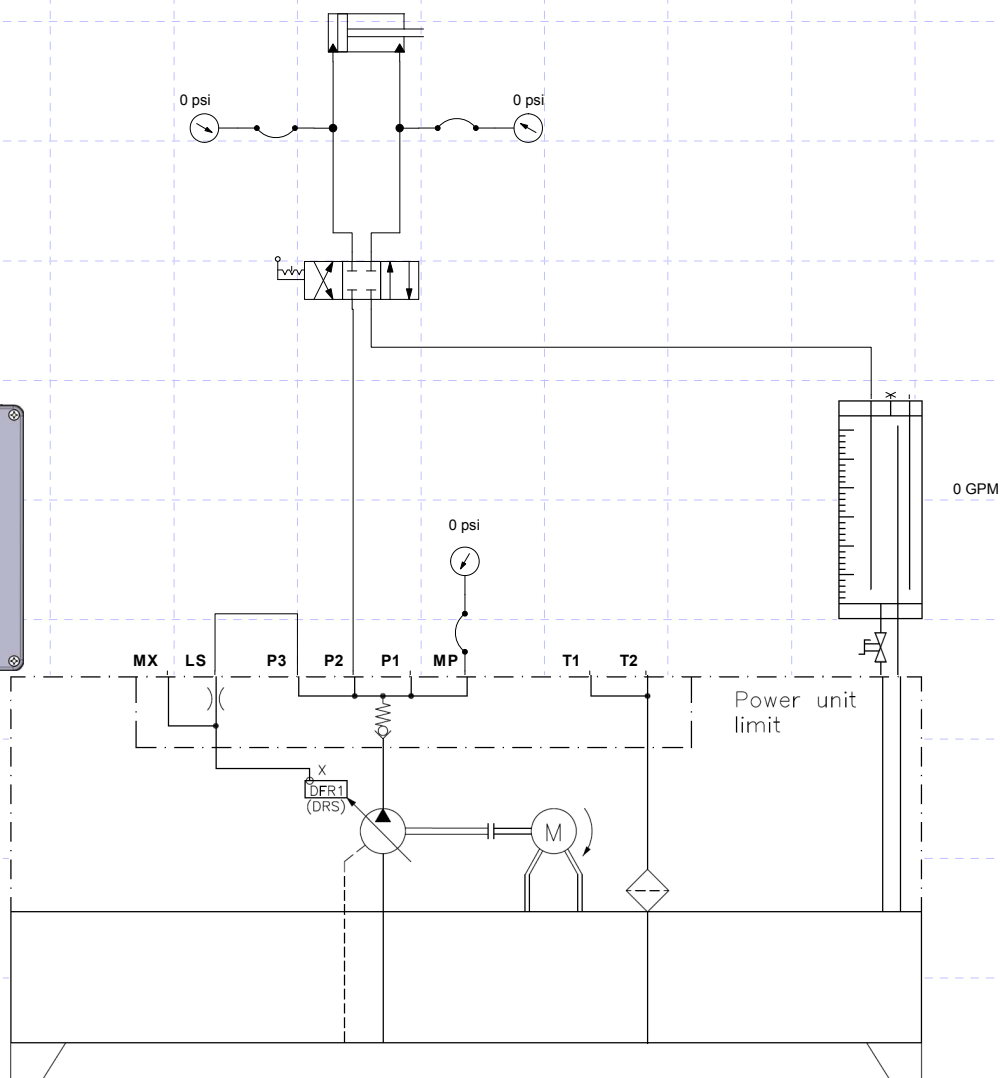 0 psi
0 psi
0 GPM
0 psi
MX LS P3 P2 P1 MP T1 T2
Power unit
limit
X
DFR1
(DRS)
M